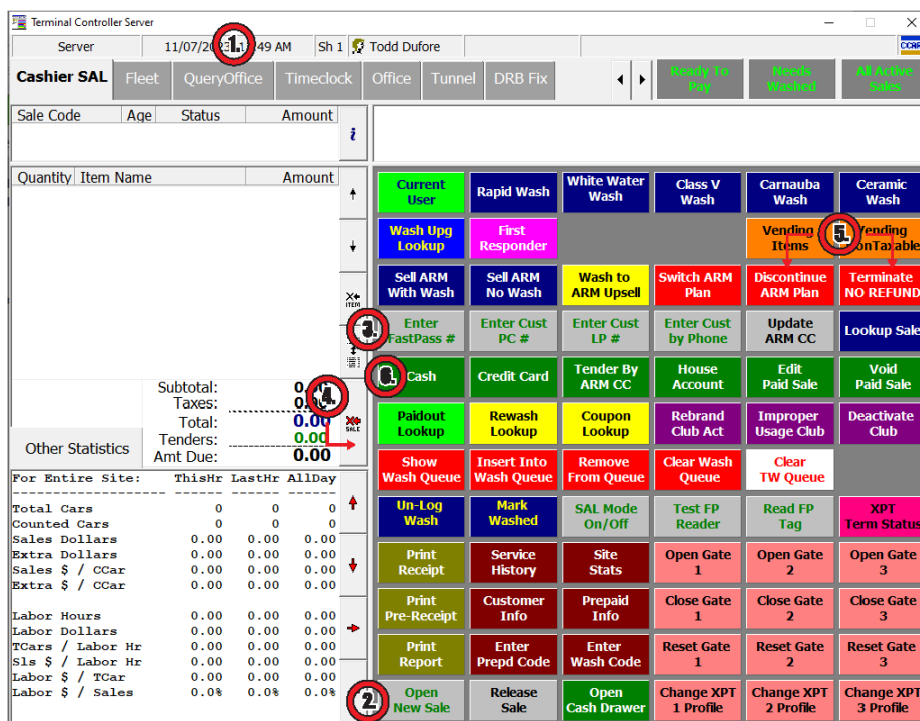 Terminal Controller Server
Server 11/07/2023 11:49 AM Sh 1 Todd Dufore
1.
Cashier SAL Fleet QueryOffice Timeclock Office Tunnel DRB Fix Ready To Pay Needs Washed All Active Sales
Sale Code Age Status Amount
i
Quantity Item Name Amount
Current User Rapid Wash White Water Wash Class V Wash Carnauba Wash Ceramic Wash
Wash Upg Lookup First Responder Vending Items 5. Vending NonTaxable
Sell ARM With Wash Sell ARM No Wash Wash to ARM Upsell Switch ARM Plan Discontinue ARM Plan Terminate NO REFUND
ITEM
3. Enter FastPass # Enter Cust PC # Enter Cust LP # Enter Cust by Phone Update ARM CC Lookup Sale
6. Cash Credit Card Tender By ARM CC House Account Edit Paid Sale Void Paid Sale
Subtotal: 0.00
Taxes: 0.00
4.
Total: 0.00
SALE
Tenders: 0.00
Amt Due: 0.00
Other Statistics
Paidout Lookup Rewash Lookup Coupon Lookup Rebrand Club Act Improper Usage Club Deactivate Club
Show Wash Queue Insert Into Wash Queue Remove From Queue Clear Wash Queue Clear TW Queue
Un-Log Wash Mark Washed SAL Mode On/Off Test FP Reader Read FP Tag XPT Term Status
Print Receipt Service History Site Stats Open Gate 1 Open Gate 2 Open Gate 3
Print Pre-Receipt Customer Info Prepaid Info Close Gate 1 Close Gate 2 Close Gate 3
Print Report Enter Prepd Code Enter Wash Code Reset Gate 1 Reset Gate 2 Reset Gate 3
2. Open New Sale Release Sale Open Cash Drawer Change XPT 1 Profile Change XPT 2 Profile Change XPT 3 Profile
For Entire Site: ThisHr LastHr AllDay
Total Cars 0 0 0
Counted Cars 0 0 0
Sales Dollars 0.00 0.00 0.00
Extra Dollars 0.00 0.00 0.00
Sales $ / CCar 0.00 0.00 0.00
Extra $ / CCar 0.00 0.00 0.00
Labor Hours 0.00 0.00 0.00
Labor Dollars 0.00 0.00 0.00
TCars / Labor Hr 0.00 0.00 0.00
Sls $ / Labor Hr 0.00 0.00 0.00
Labor $ / TCar 0.00 0.00 0.00
Labor $ / Sales 0.0% 0.0% 0.0%